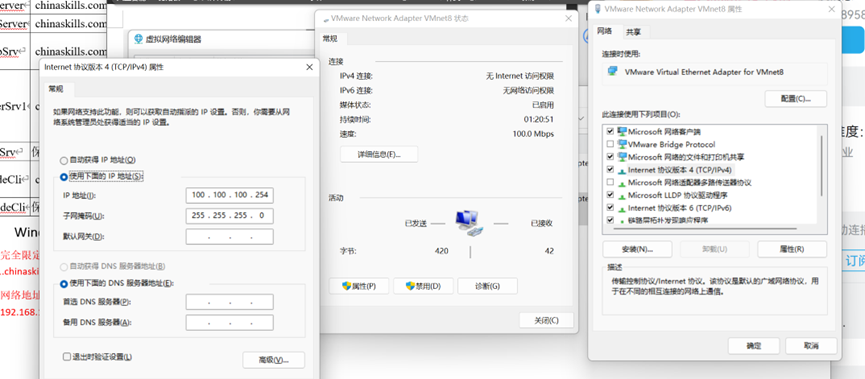 Server
chinaskills.com
Server
chinaskills.com
Srv
chinaskills.com
erSrv1
Srv
deCli
deCli
Wind
完全限定
.chinaskil
网络地址
192.168.
虚拟网络编辑器
Internet 协议版本 4 (TCP/IPv4) 属性
常规
如果网络支持此功能，则可以获取自动指派的 IP 设置。否则，你需要从网
络系统管理员处获得适当的 IP 设置。
自动获得 IP 地址(O)
使用下面的 IP 地址(S):
IP 地址(I):
100 . 100 . 100 . 254
子网掩码(U):
255 . 255 . 255 . 0
默认网关(D):
自动获得 DNS 服务器地址(B)
使用下面的 DNS 服务器地址(E):
首选 DNS 服务器(P):
备用 DNS 服务器(A):
退出时验证设置(L)
高级(V)...
VMware Network Adapter VMnet8 状态
常规
连接
IPv4 连接:
无 Internet 访问权限
IPv6 连接:
无网络访问权限
媒体状态:
已启用
持续时间:
01:20:51
速度:
100.0 Mbps
详细信息(E)...
活动
已发送
已接收
字节:
420
42
属性(P)
禁用(D)
诊断(G)
关闭(C)
VMware Network Adapter VMnet8 属性
网络
共享
连接时使用:
VMware Virtual Ethernet Adapter for VMnet8
配置(C)...
此连接使用下列项目(O):
Microsoft 网络客户端
VMware Bridge Protocol
Microsoft 网络的文件和打印机共享
Internet 协议版本 4 (TCP/IPv4)
Microsoft 网络适配器多路传送器协议
Microsoft LLDP 协议驱动程序
Internet 协议版本 6 (TCP/IPv6)
链路层拓扑发现响应程序
安装(N)...
卸载(U)
属性(R)
描述
传输控制协议/Internet 协议。该协议是默认的广域网络协议，用
于在不同的相互连接的网络上通信。
确定
取消
8958
难度：
业
动连接
订阅